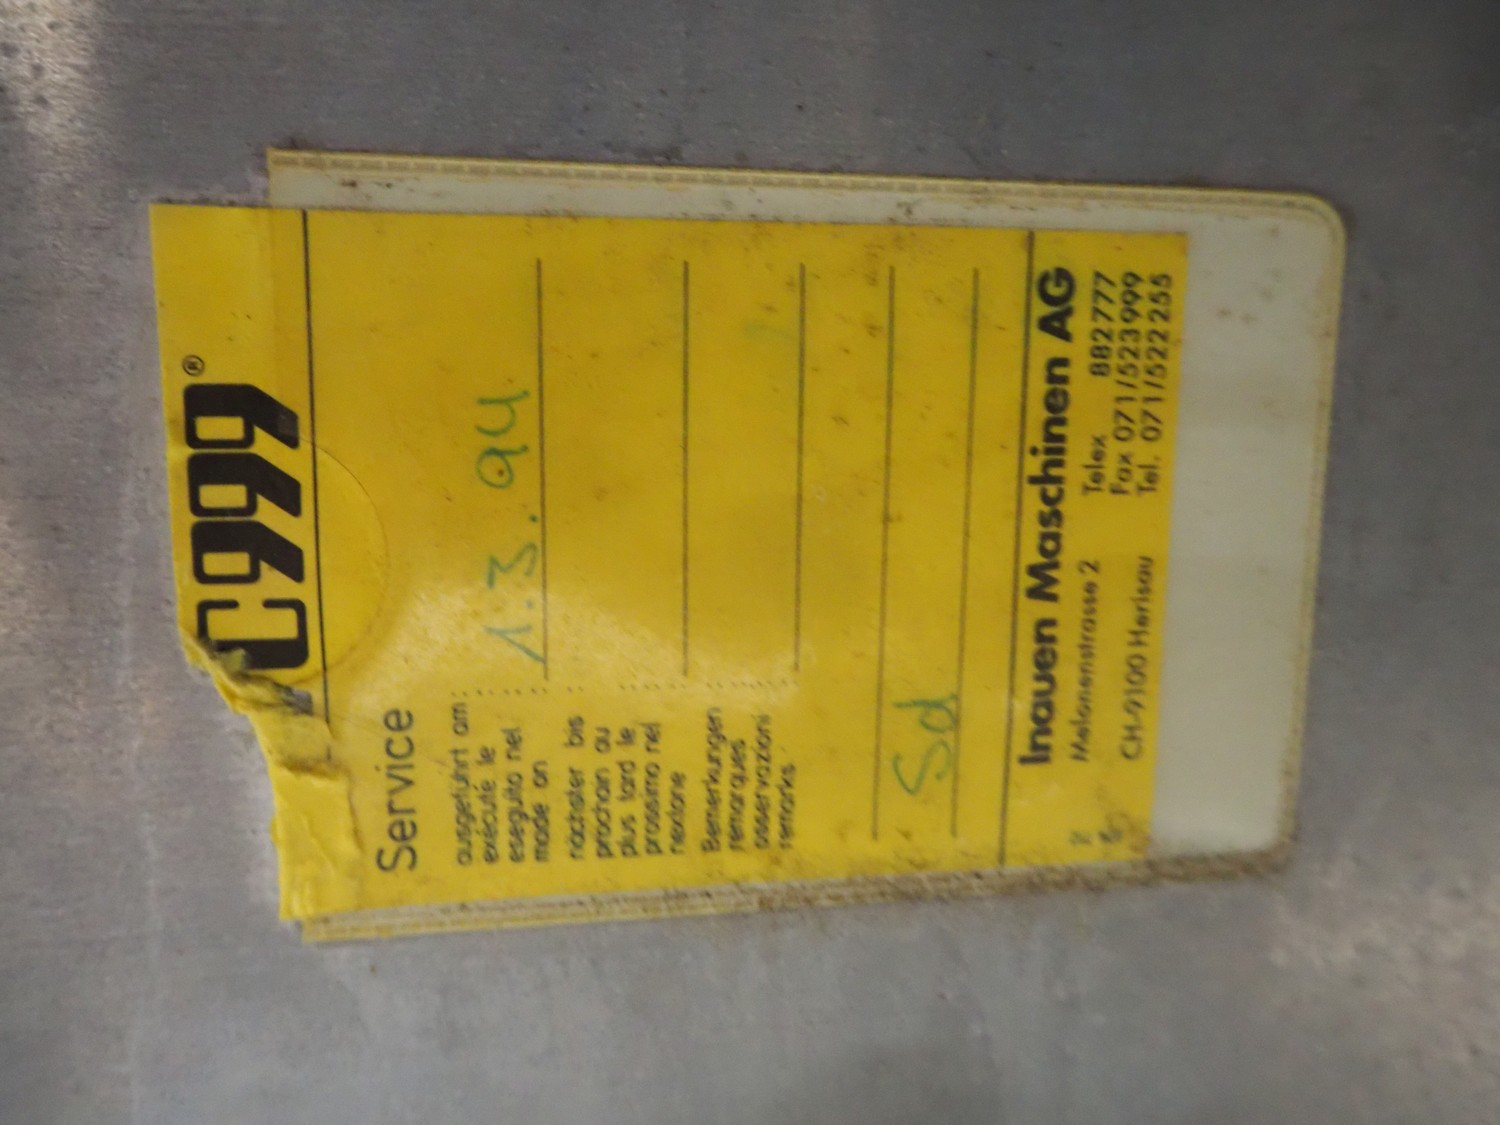 C999®
Service
ausgeführt am:
exécuté le
eseguito nel
made on
1.3.94
nächster bis
prochain au
plus tard le
prossimo nel
nextone
Bemerkungen
remarques
osservazioni
remarks
Sd
Inauen Maschinen AG
Melonenstrasse 2 Telex 882777
Fax 071/523999
CH-9100 Herisau Tel. 071/522255